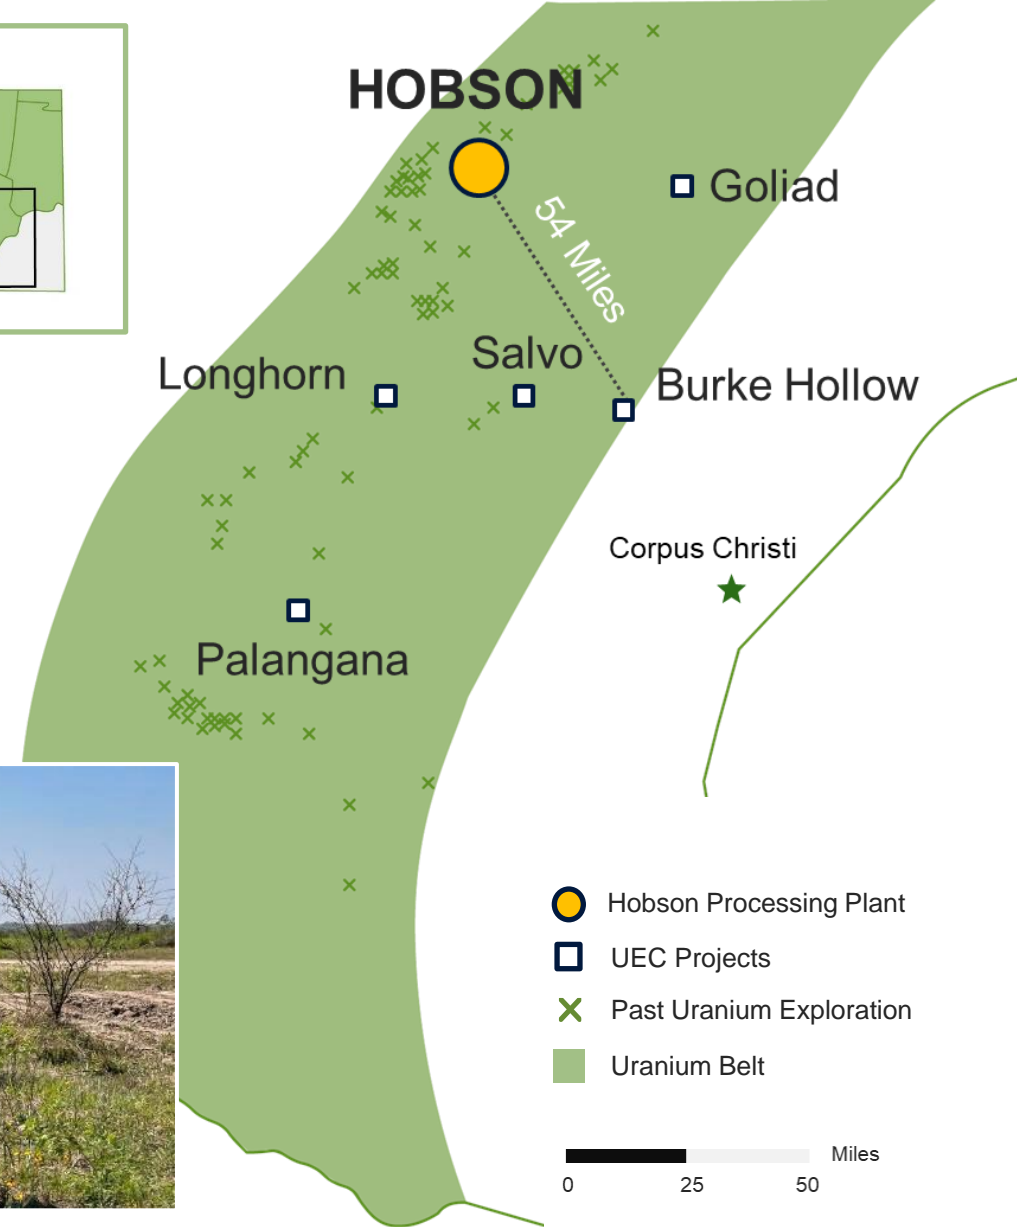 HOBSON
Goliad
54 Miles
Salvo
Longhorn
Burke Hollow
Corpus Christi
Palangana
Hobson Processing Plant
UEC Projects
Past Uranium Exploration
Uranium Belt
Miles
0 25 50